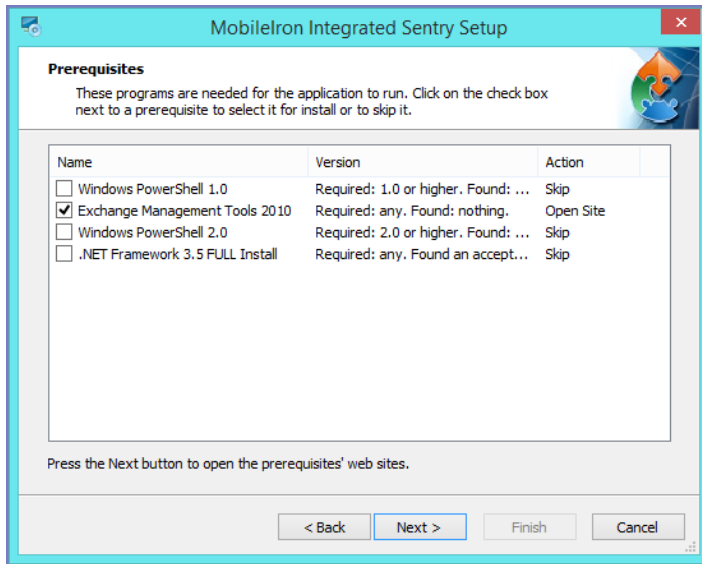 MobileIron Integrated Sentry Setup
Prerequisites
These programs are needed for the application to run. Click on the check box
next to a prerequisite to select it for install or to skip it.
Name Version Action
Windows PowerShell 1.0 Required: 1.0 or higher. Found: ... Skip
Exchange Management Tools 2010 Required: any. Found: nothing. Open Site
Windows PowerShell 2.0 Required: 2.0 or higher. Found: ... Skip
.NET Framework 3.5 FULL Install Required: any. Found an accept... Skip
Press the Next button to open the prerequisites' web sites.
< Back Next > Finish Cancel